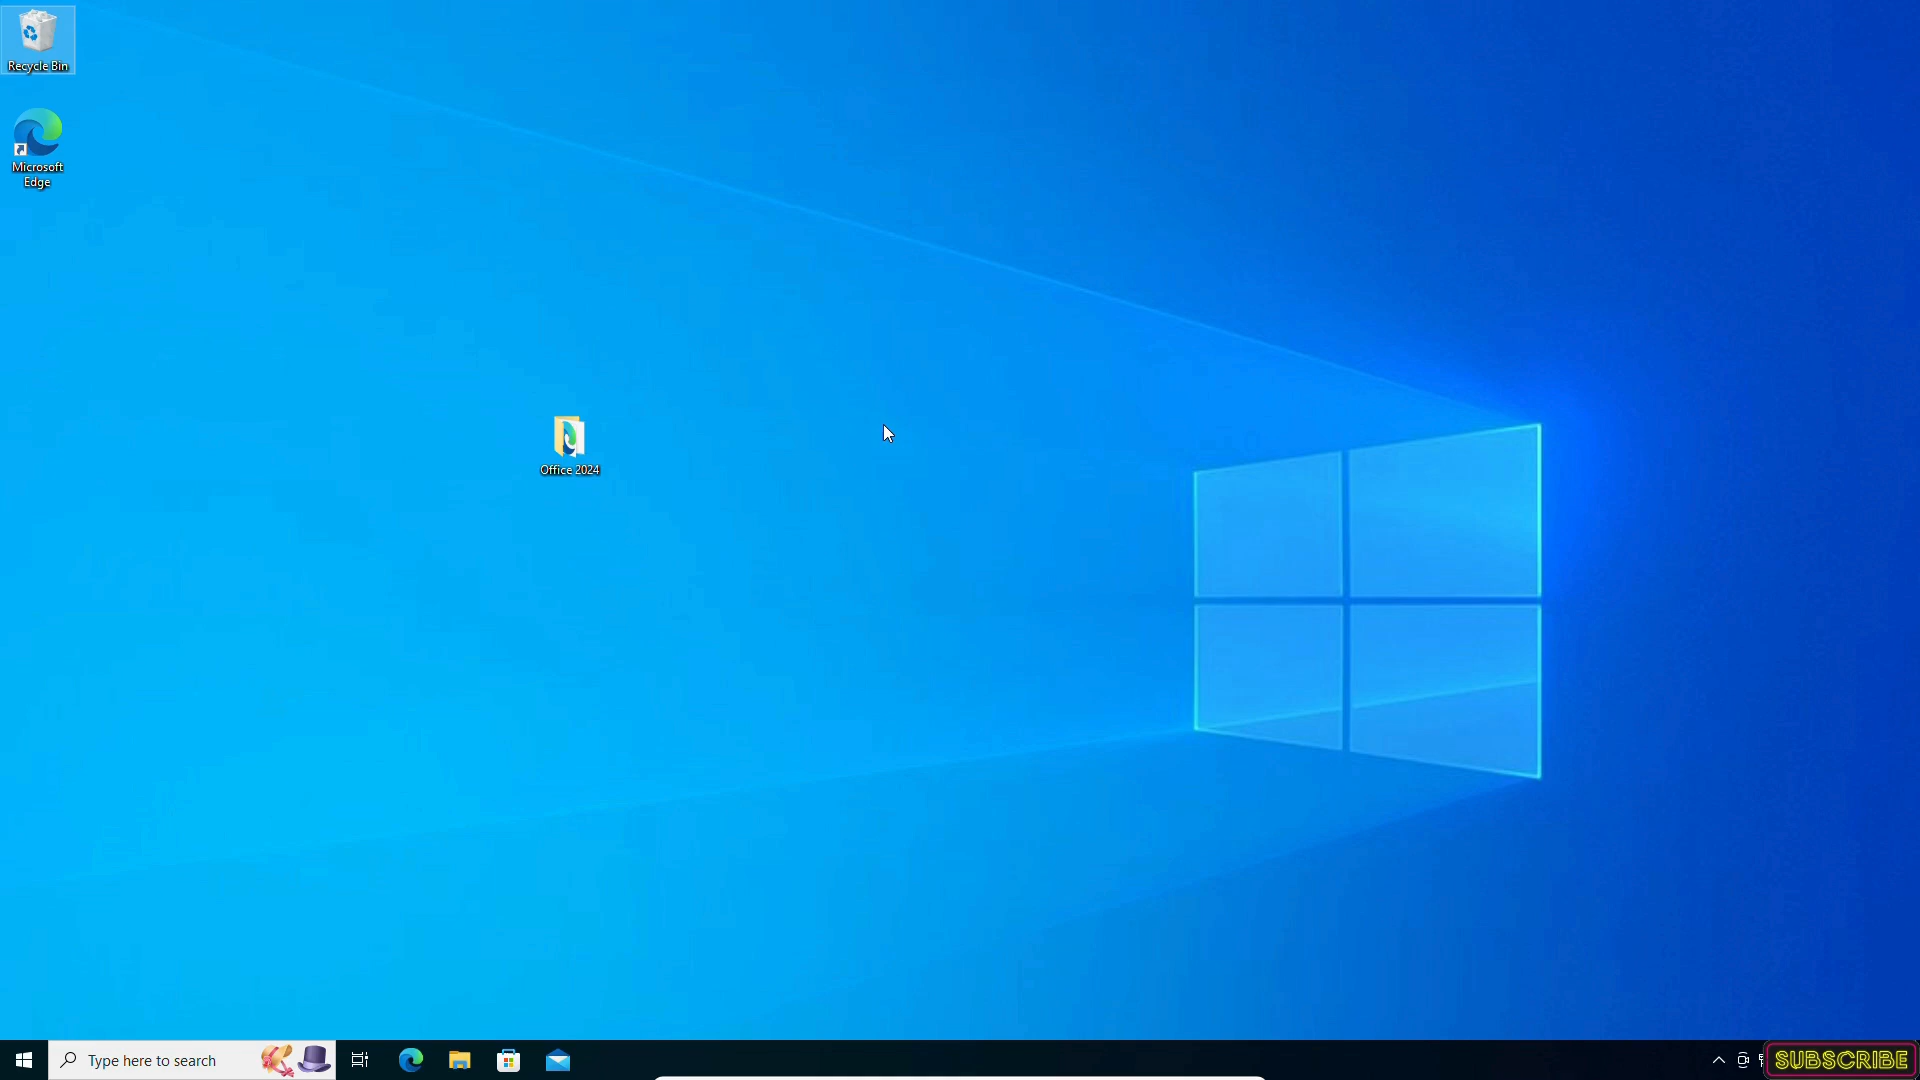 Recycle Bin
Microsoft
Edge
Office 2024
Type here to search
SUBSCRIBE